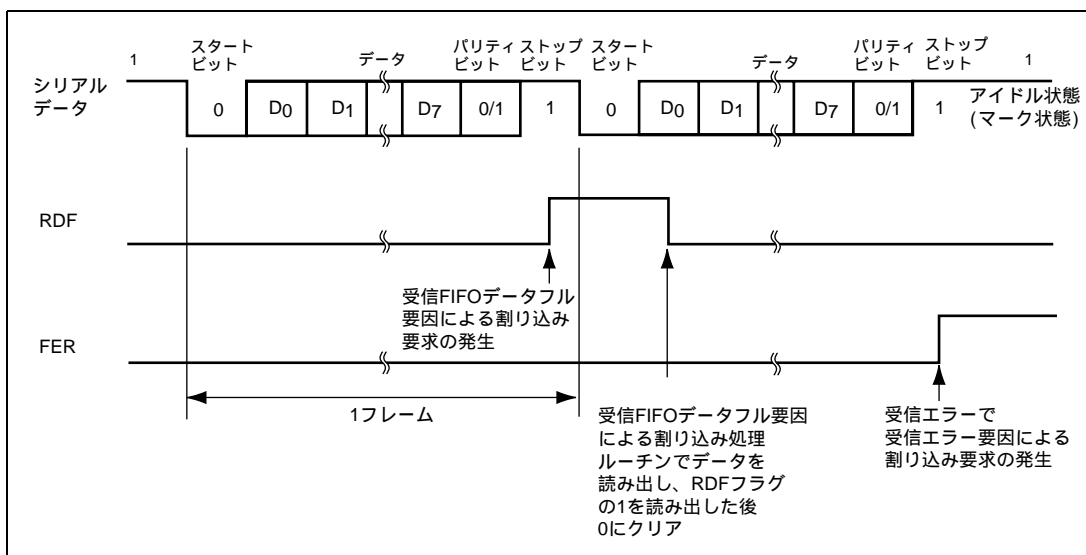 1
スタート
ビット
データ
パリティ
ビット
ストップ
ビット
スタート
ビット
データ
パリティ
ビット
ストップ
ビット
1
シリアル
データ
0 D0 D1 D7 0/1 1 0 D0 D1 D7 0/1 1
アイドル状態
(マーク状態)
RDF
受信FIFOデータフル
要因による割り込み
要求の発生
FER
1フレーム
受信FIFOデータフル要因
による割り込み処理
ルーチンでデータを
読み出し、RDFフラグ
の1を読み出した後
0にクリア
受信エラーで
受信エラー要因による
割り込み要求の発生